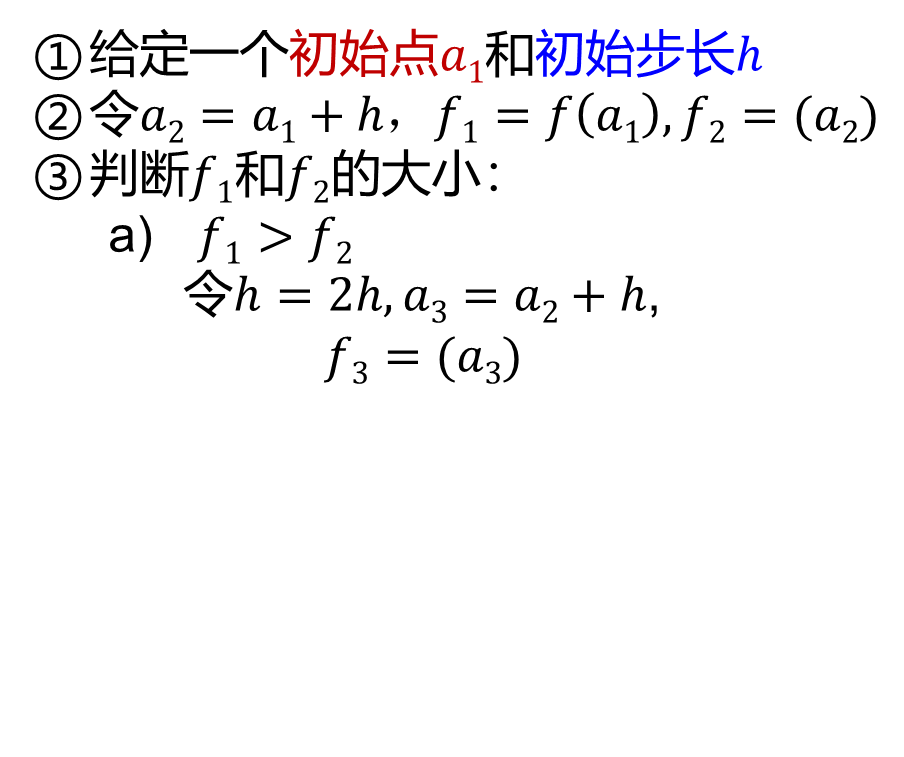 ①给定一个初始点a₁和初始步长h
②令a₂ = a₁ + h，f₁ = f(a₁), f₂ = (a₂)
③判断f₁和f₂的大小：
a) f₁ > f₂
令h = 2h, a₃ = a₂ + h,
f₃ = (a₃)